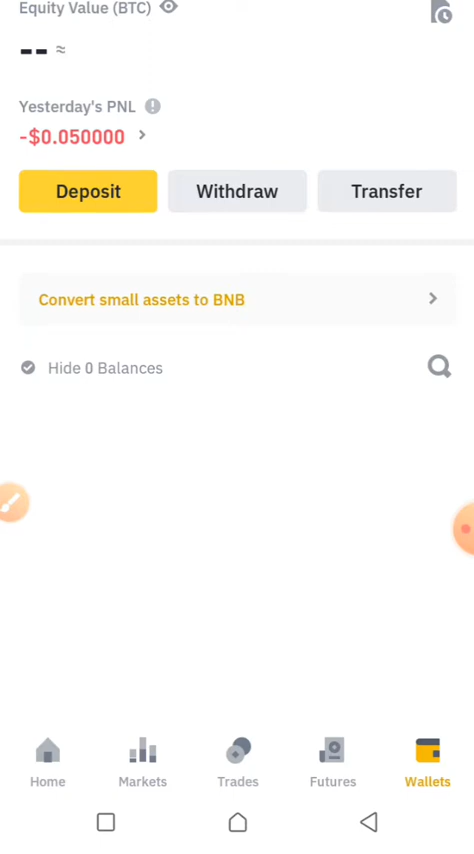 Equity Value (BTC)
-- ≈
Yesterday's PNL
-$0.050000 >
Deposit Withdraw Transfer
Convert small assets to BNB >
Hide 0 Balances
Home Markets Trades Futures Wallets